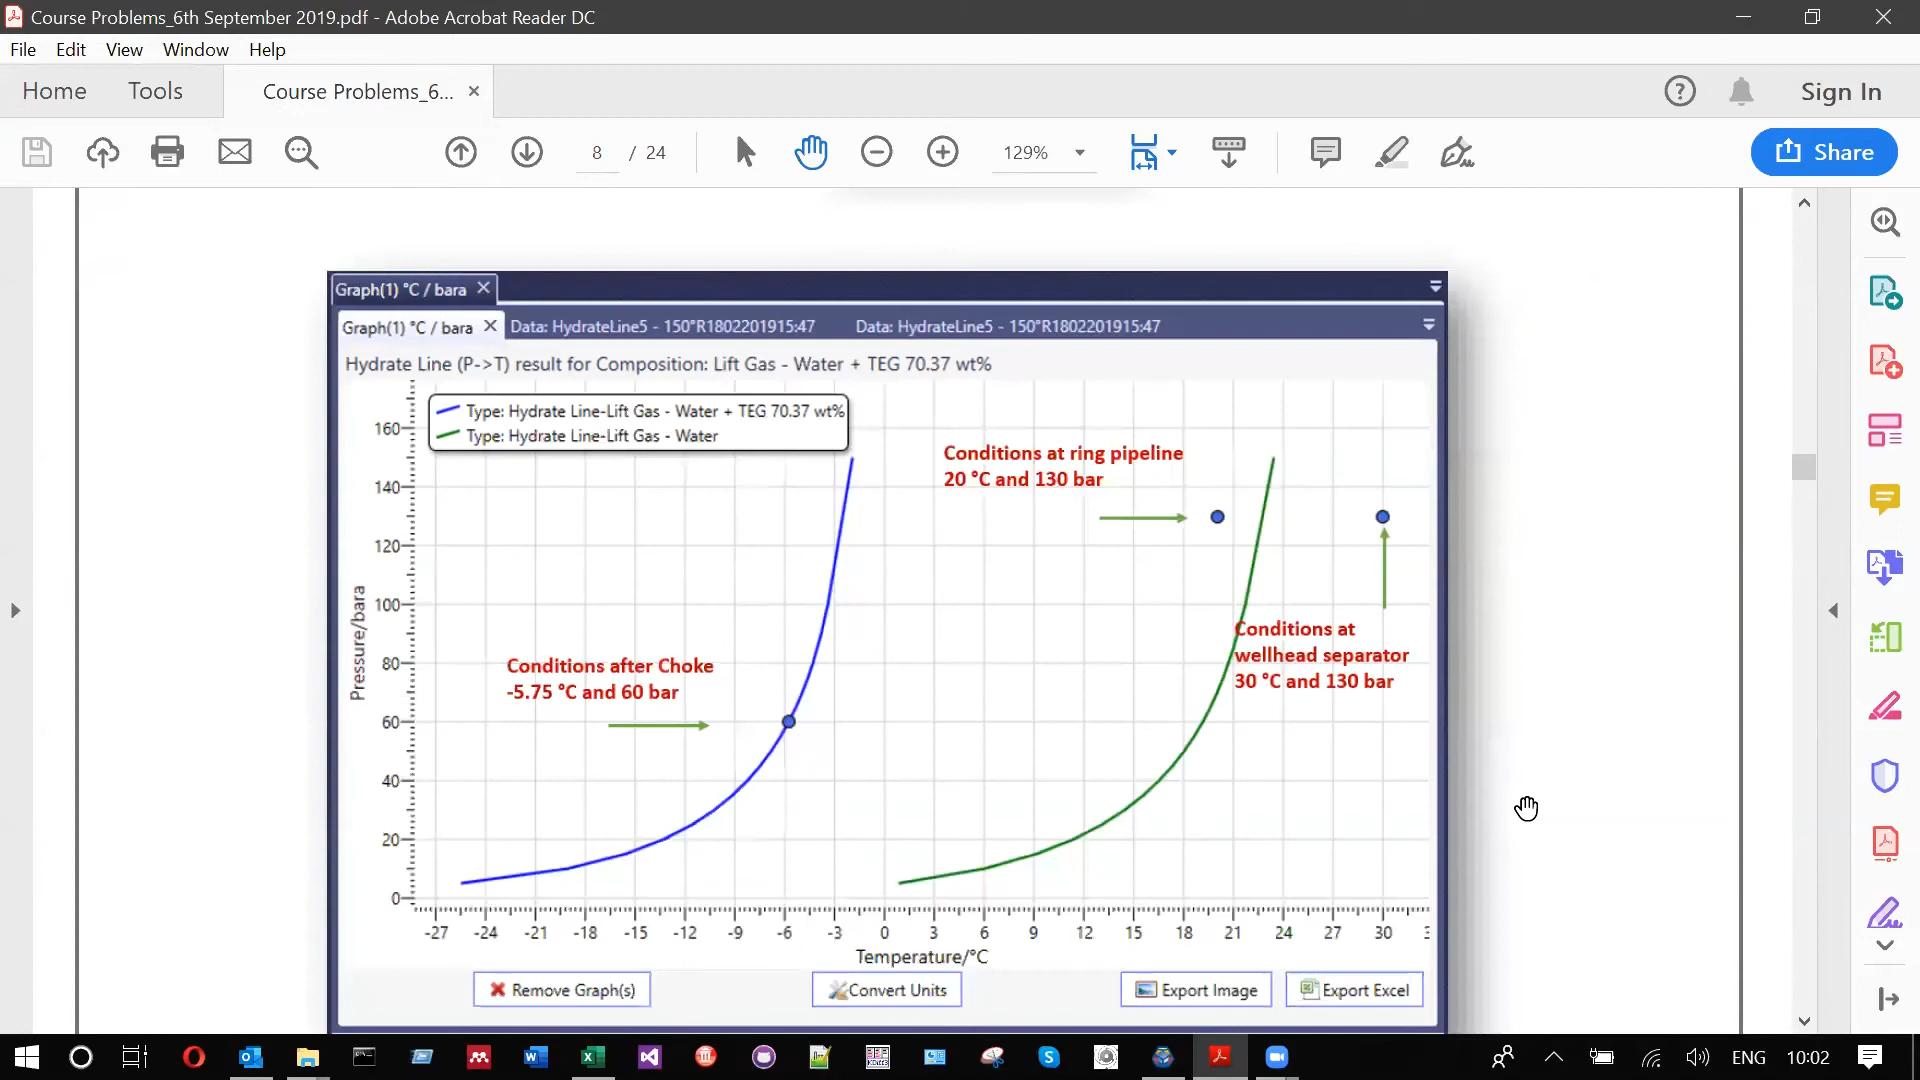 Course Problems_6th September 2019.pdf - Adobe Acrobat Reader DC
File Edit View Window Help
Home Tools Course Problems_6... × Sign In
8 / 24 129% Share
Graph(1) °C / bara
Graph(1) °C / bara Data: HydrateLine5 - 150°R1802201915:47 Data: HydrateLine5 - 150°R1802201915:47
Hydrate Line (P->T) result for Composition: Lift Gas - Water + TEG 70.37 wt%
Type: Hydrate Line-Lift Gas - Water + TEG 70.37 wt%
Type: Hydrate Line-Lift Gas - Water
Conditions at ring pipeline
20 °C and 130 bar
Conditions at
wellhead separator
30 °C and 130 bar
Conditions after Choke
-5.75 °C and 60 bar
Pressure/bara
160
140
120
100
80
60
40
20
0
-27 -24 -21 -18 -15 -12 -9 -6 -3 0 3 6 9 12 15 18 21 24 27 30
Temperature/°C
Remove Graph(s) Convert Units Export Image Export Excel
ENG 10:02